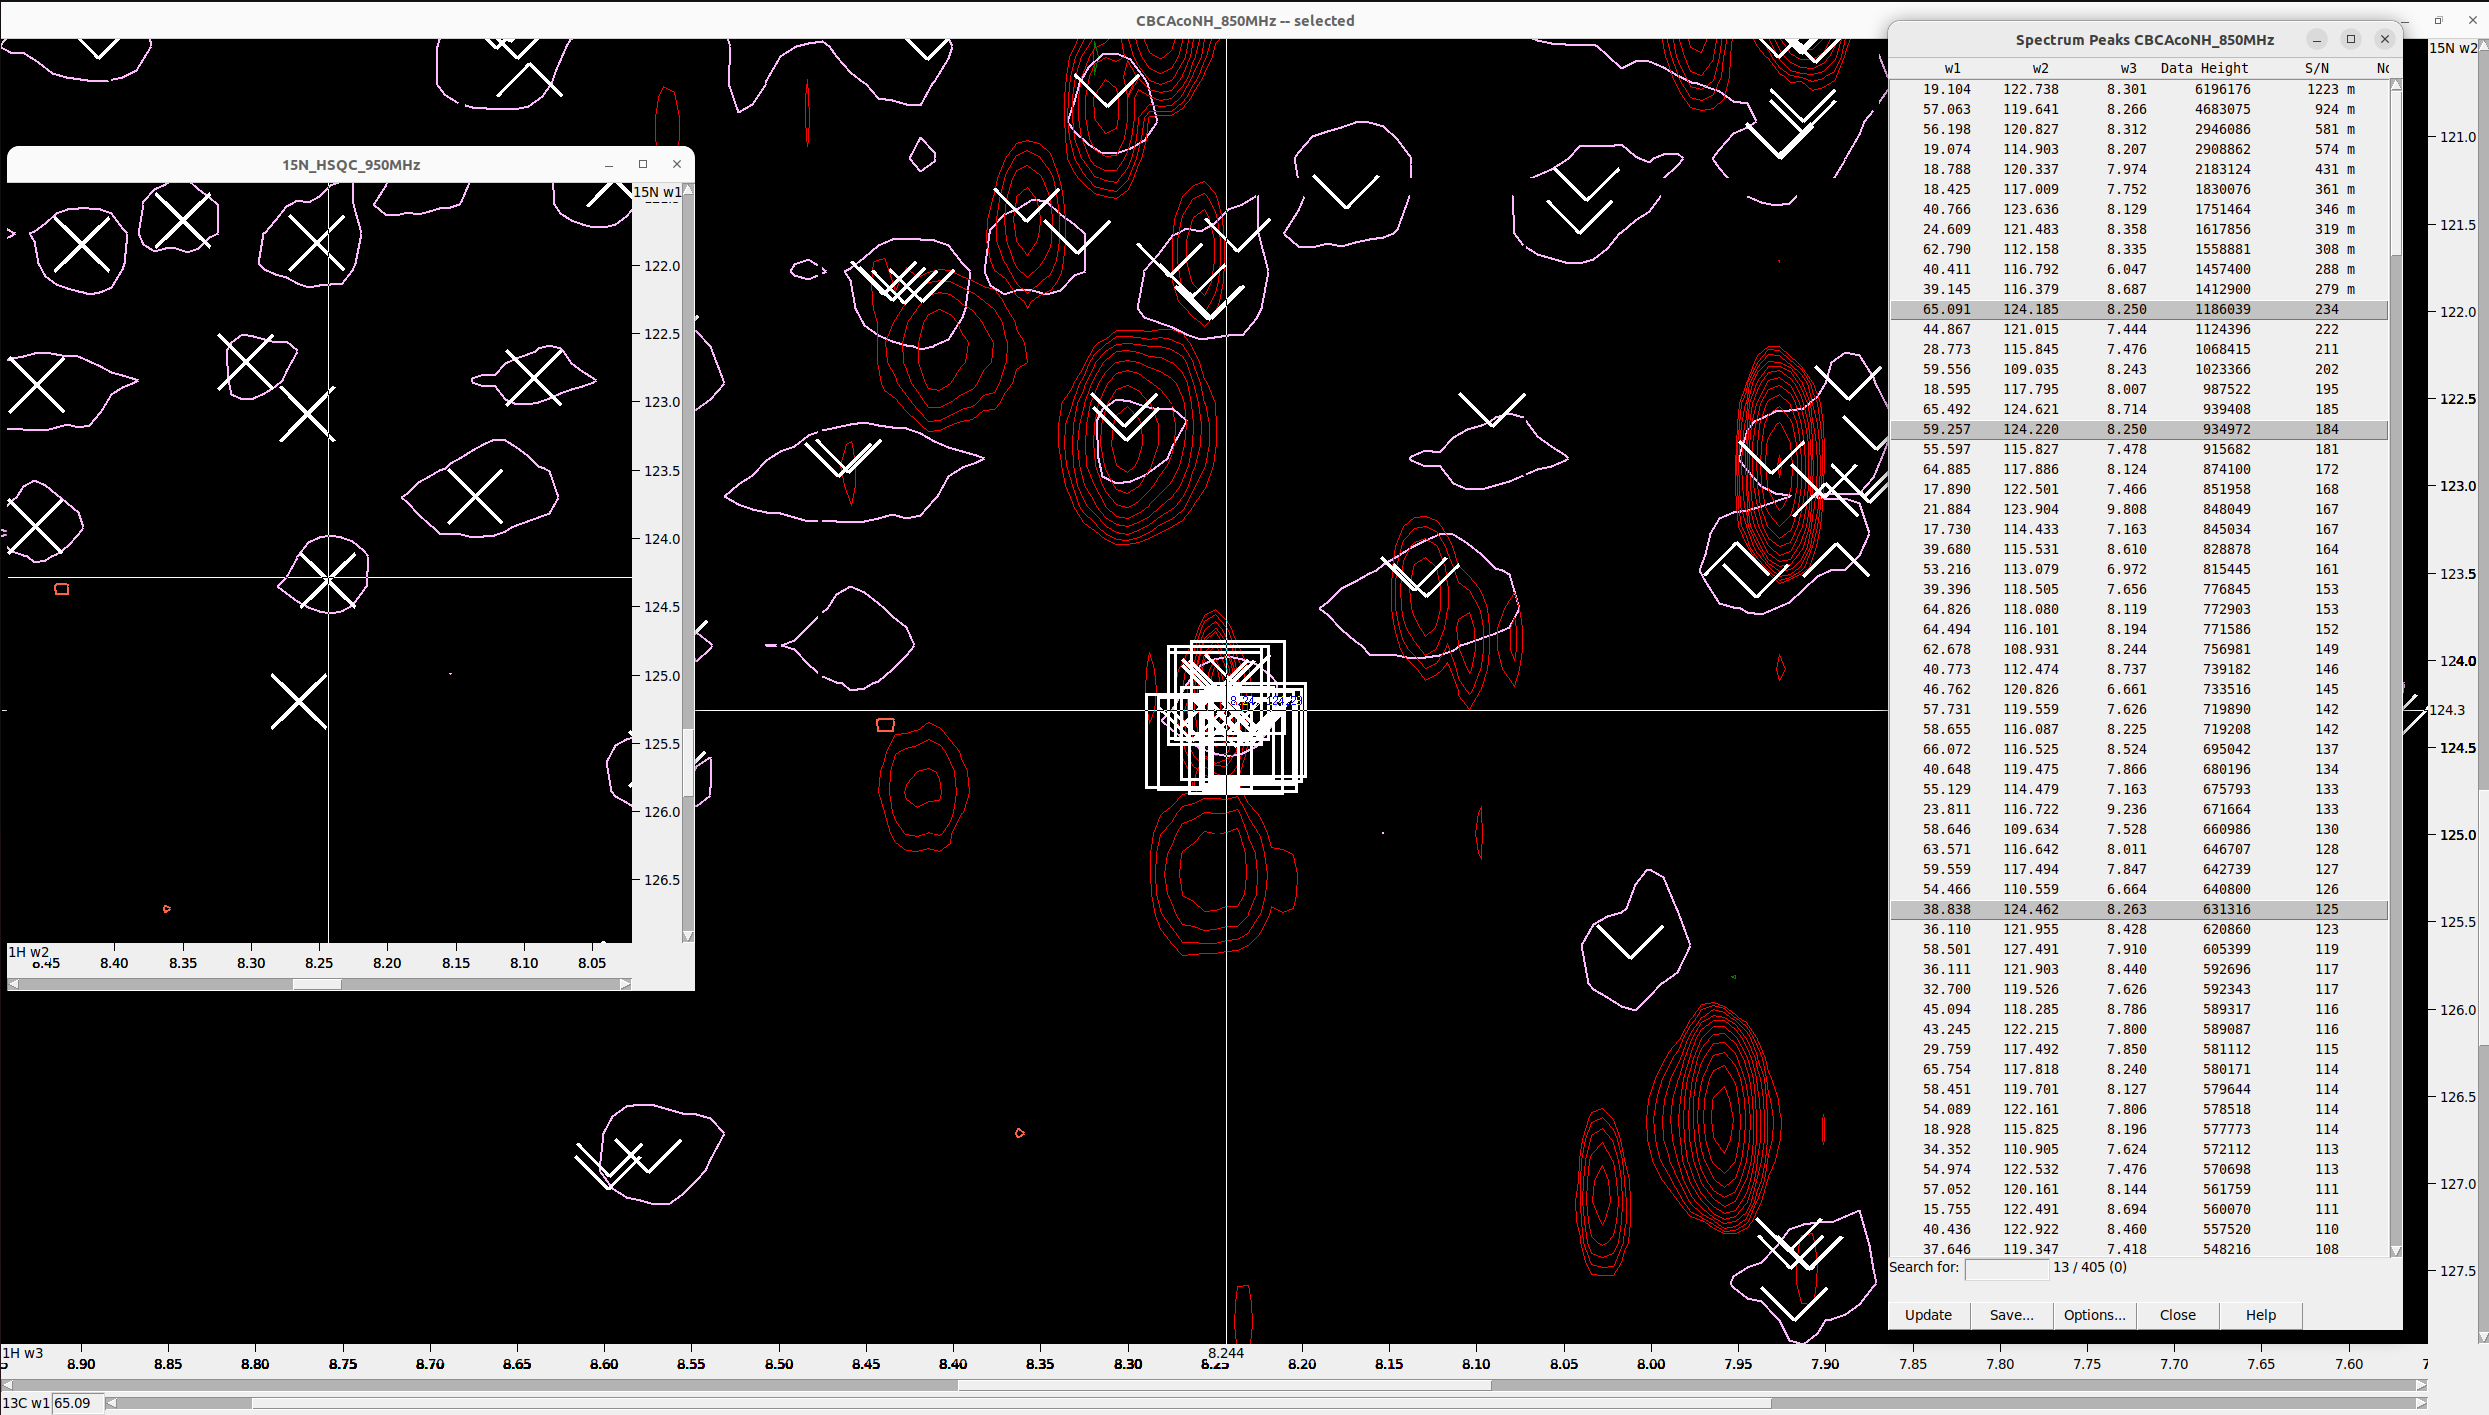 CBCAcoNH_850MHz -- selected
15N w2
121.0
121.5
122.0
122.5
123.0
123.5
124.0
124.3
124.5
125.0
125.5
126.0
126.5
127.0
127.5
15N_HSQC_950MHz
15N w1
122.0
122.5
123.0
123.5
124.0
124.5
125.0
125.5
126.0
126.5
1H w2
8.45 8.40 8.35 8.30 8.25 8.20 8.15 8.10 8.05
Spectrum Peaks CBCAcoNH_850MHz
w1 w2 w3 Data Height S/N
19.104 122.738 8.301 6196176 1223 m
57.063 119.641 8.266 4683075 924 m
56.198 120.827 8.312 2946086 581 m
19.074 114.903 8.207 2908862 574 m
18.788 120.337 7.974 2183124 431 m
18.425 117.009 7.752 1830076 361 m
40.766 123.636 8.129 1751464 346 m
24.609 121.483 8.358 1617856 319 m
62.790 112.158 8.335 1558881 308 m
40.411 116.792 6.047 1457400 288 m
39.145 116.379 8.687 1412900 279 m
65.091 124.185 8.250 1186039 234
44.867 121.015 7.444 1124396 222
28.773 115.845 7.476 1068415 211
59.556 109.035 8.243 1023366 202
18.595 117.795 8.007 987522 195
65.492 124.621 8.714 939408 185
59.257 124.220 8.250 934972 184
55.597 115.827 7.478 915682 181
64.885 117.886 8.124 874100 172
17.890 122.501 7.466 851958 168
21.884 123.904 9.808 848049 167
17.730 114.433 7.163 845034 167
39.680 115.531 8.610 828878 164
53.216 113.079 6.972 815445 161
39.396 118.505 7.656 776845 153
64.826 118.080 8.119 772903 153
64.494 116.101 8.194 771586 152
62.678 108.931 8.244 756981 149
40.773 112.474 8.737 739182 146
46.762 120.826 6.661 733516 145
57.731 119.559 7.626 719890 142
58.655 116.087 8.225 719208 142
66.072 116.525 8.524 695042 137
40.648 119.475 7.866 680196 134
55.129 114.479 7.163 675793 133
23.811 116.722 9.236 671664 133
58.646 109.634 7.528 660986 130
63.571 116.642 8.011 646707 128
59.559 117.494 7.847 642739 127
54.466 110.559 6.664 640800 126
38.838 124.462 8.263 631316 125
36.110 121.955 8.428 620860 123
58.501 127.491 7.910 605399 119
36.111 121.903 8.440 592696 117
32.700 119.526 7.626 592343 117
45.094 118.285 8.786 589317 116
43.245 122.215 7.800 589087 116
29.759 117.492 7.850 581112 115
65.754 117.818 8.240 580171 114
58.451 119.701 8.127 579644 114
54.089 122.161 7.806 578518 114
18.928 115.825 8.196 577773 114
34.352 110.905 7.624 572112 113
54.974 122.532 7.476 570698 113
57.052 120.161 8.144 561759 111
15.755 122.491 8.694 560070 111
40.436 122.922 8.460 557520 110
37.646 119.347 7.418 548216 108
Search for: 13 / 405 (0)
Update Save... Options... Close Help
1H w3
8.244
8.90 8.85 8.80 8.75 8.70 8.65 8.60 8.55 8.50 8.45 8.40 8.35 8.30 8.25 8.20 8.15 8.10 8.05 8.00 7.95 7.90 7.85 7.80 7.75 7.70 7.65 7.60
13C w1 65.09